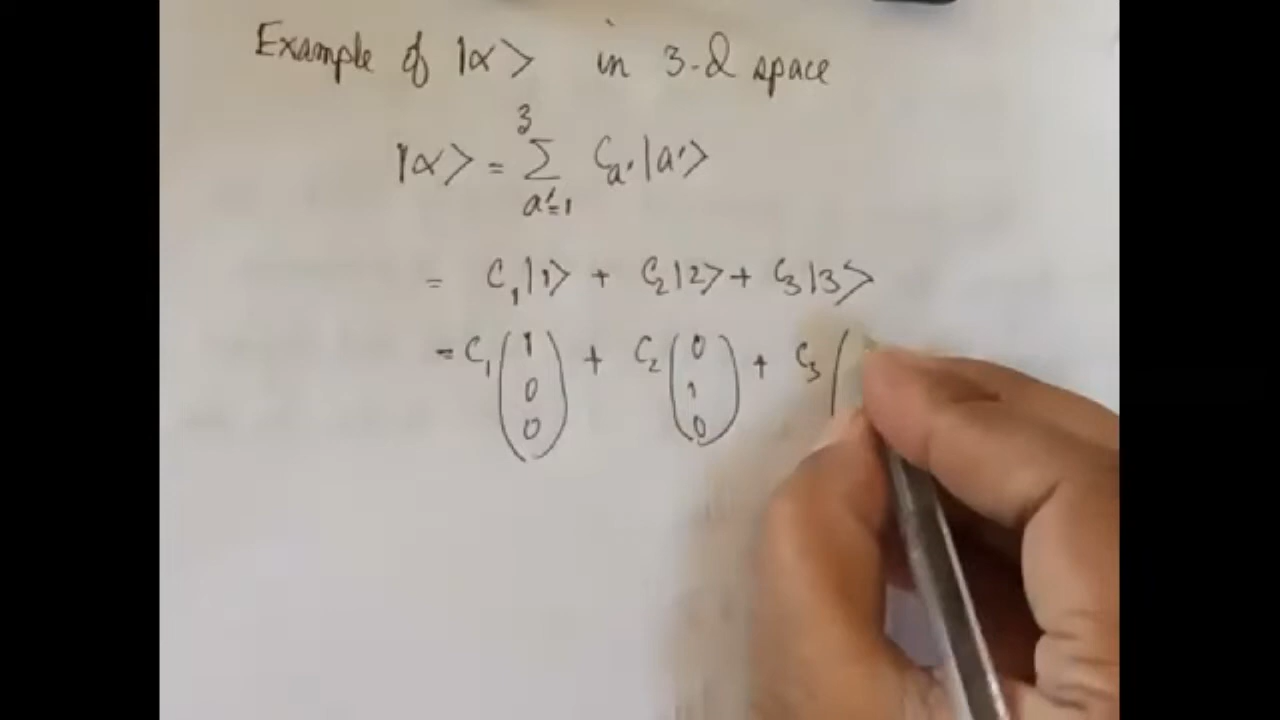 Example of |α> in 3-d space
|α> = Σ_{a'=1}^{3} C_{a'} |a'>
= C₁|1> + C₂|2> + C₃|3>
= C₁ (1 0 0) + C₂ (0 1 0) + C₃ (